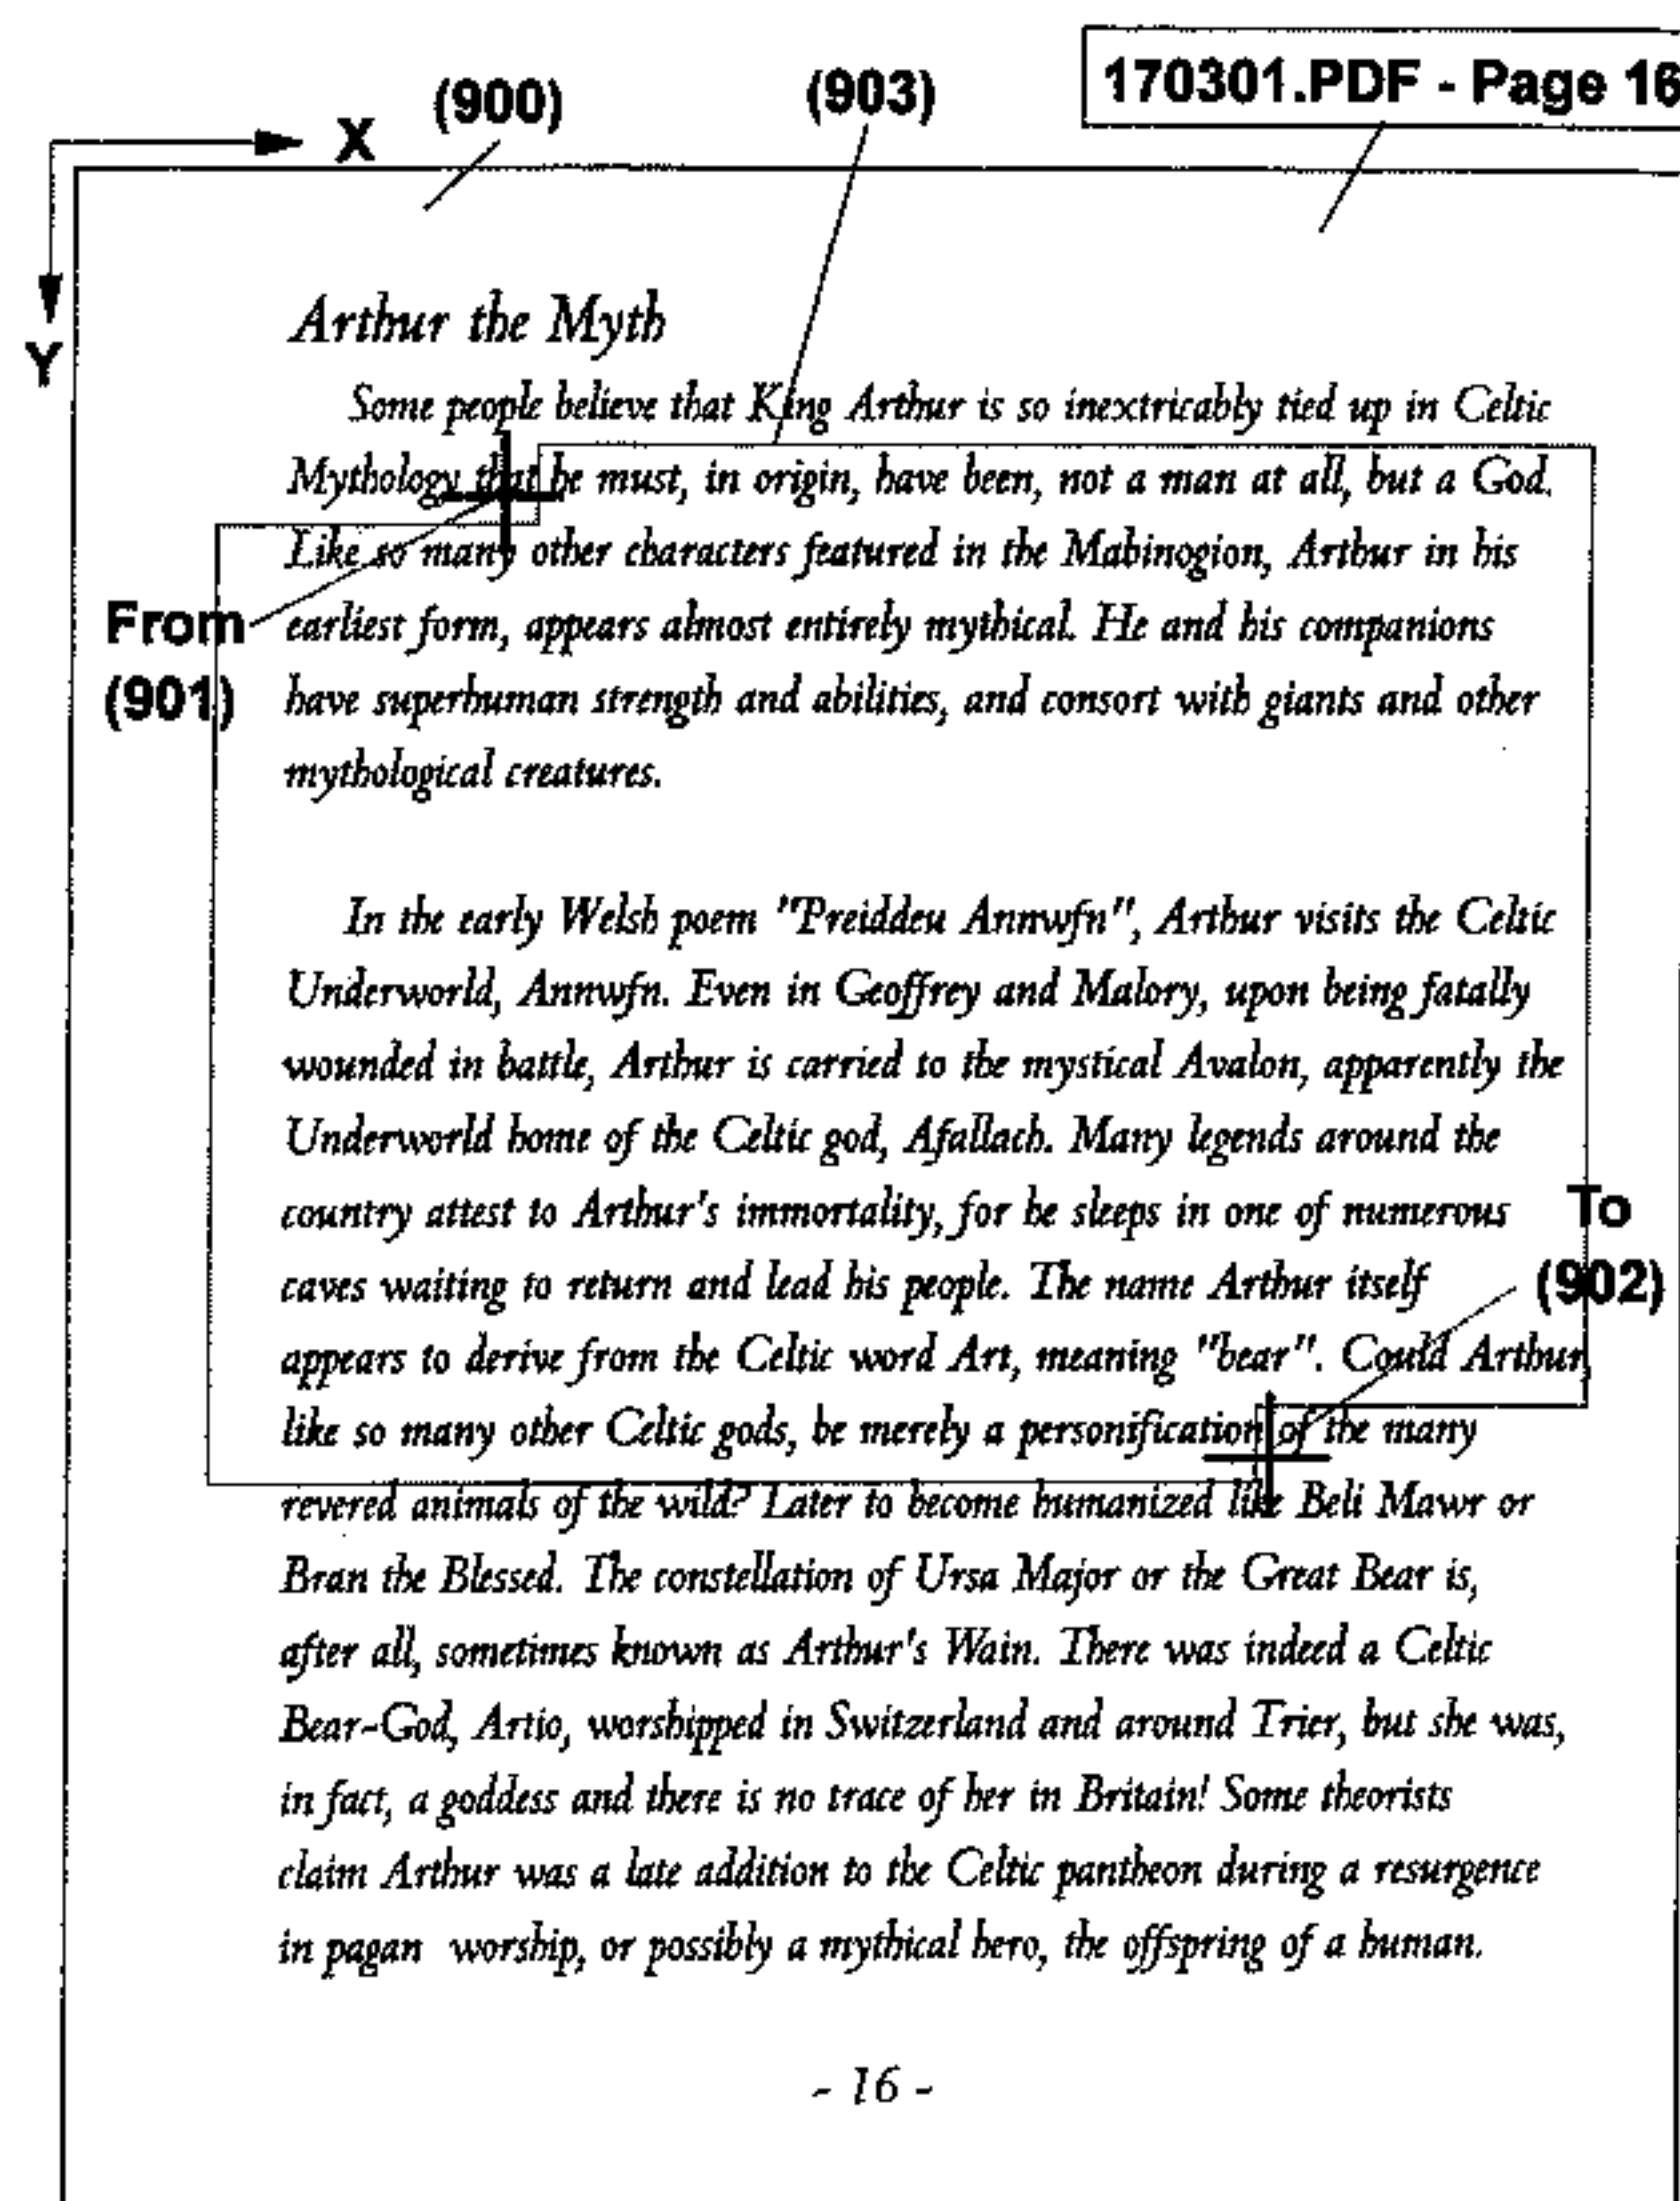 170301.PDF - Page 16
(900)
(903)
X
Y
Arthur the Myth
Some people believe that King Arthur is so inextricably tied up in Celtic
Mythology that he must, in origin, have been, not a man at all, but a God.
Like so many other characters featured in the Mabinogion, Arthur in his
From
(901)
earliest form, appears almost entirely mythical. He and his companions
have superhuman strength and abilities, and consort with giants and other
mythological creatures.
In the early Welsh poem "Preiddeu Annwfn", Arthur visits the Celtic
Underworld, Annwfn. Even in Geoffrey and Malory, upon being fatally
wounded in battle, Arthur is carried to the mystical Avalon, apparently the
Underworld home of the Celtic god, Afallach. Many legends around the
country attest to Arthur's immortality, for he sleeps in one of numerous
To
(902)
caves waiting to return and lead his people. The name Arthur itself
appears to derive from the Celtic word Art, meaning "bear". Could Arthur,
like so many other Celtic gods, be merely a personification of the many
revered animals of the wild? Later to become humanized like Beli Mawr or
Bran the Blessed. The constellation of Ursa Major or the Great Bear is,
after all, sometimes known as Arthur's Wain. There was indeed a Celtic
Bear-God, Artio, worshipped in Switzerland and around Trier, but she was,
in fact, a goddess and there is no trace of her in Britain! Some theorists
claim Arthur was a late addition to the Celtic pantheon during a resurgence
in pagan worship, or possibly a mythical hero, the offspring of a human.
- 16 -